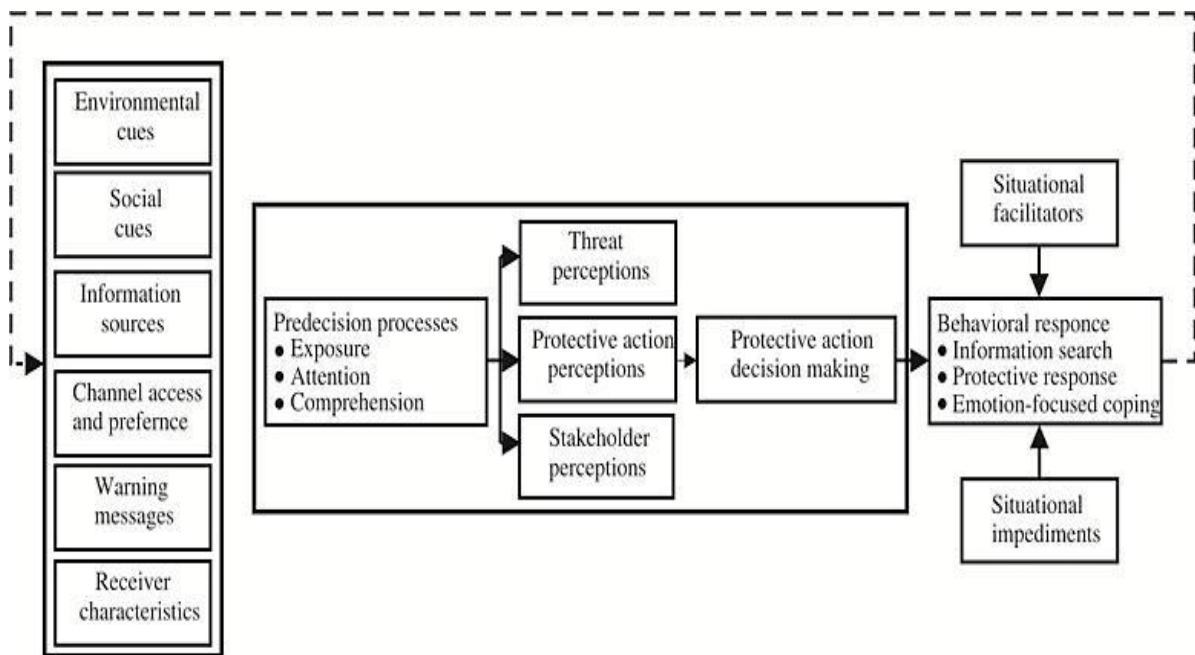 Environmental
cues
Social
cues
Information
sources
Channel access
and prefernce
Warning
messages
Receiver
characteristics
Predecision processes
● Exposure
● Attention
● Comprehension
Threat
perceptions
Protective action
perceptions
Stakeholder
perceptions
Protective action
decision making
Situational
facilitators
Behavioral responce
● Information search
● Protective response
● Emotion-focused coping
Situational
impediments